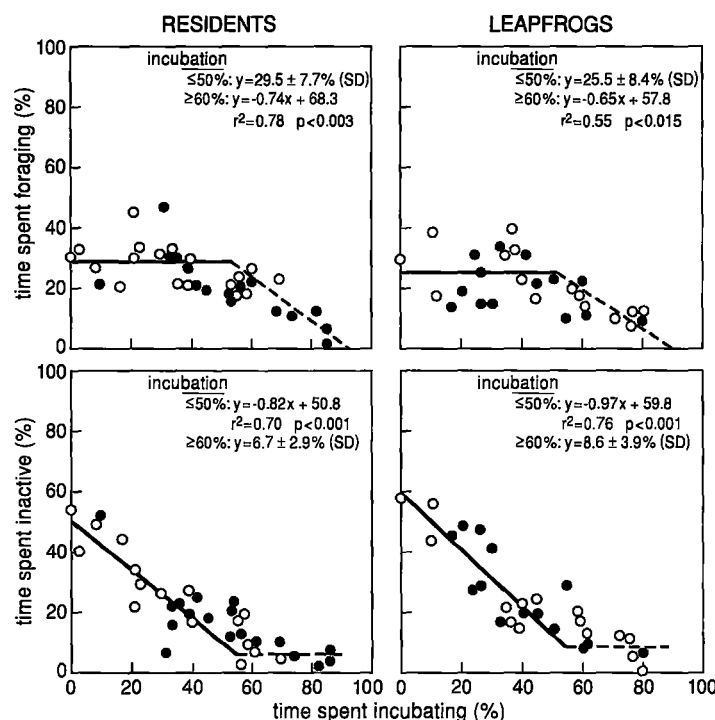 RESIDENTS
LEAPFROGS
time spent foraging (%)
100
80
60
40
20
0
incubation
≤50%: y=29.5 ± 7.7% (SD)
≥60%: y=-0.74x + 68.3
r²=0.78 p<0.003
incubation
≤50%: y=25.5 ± 8.4% (SD)
≥60%: y=-0.65x + 57.8
r²=0.55 p<0.015
time spent inactive (%)
100
80
60
40
20
0
incubation
≤50%: y=-0.82x + 50.8
r²=0.70 p<0.001
≥60%: y=6.7 ± 2.9% (SD)
incubation
≤50%: y=-0.97x + 59.8
r²=0.76 p<0.001
≥60%: y=8.6 ± 3.9% (SD)
0 20 40 60 80 100
0 20 40 60 80 100
time spent incubating (%)